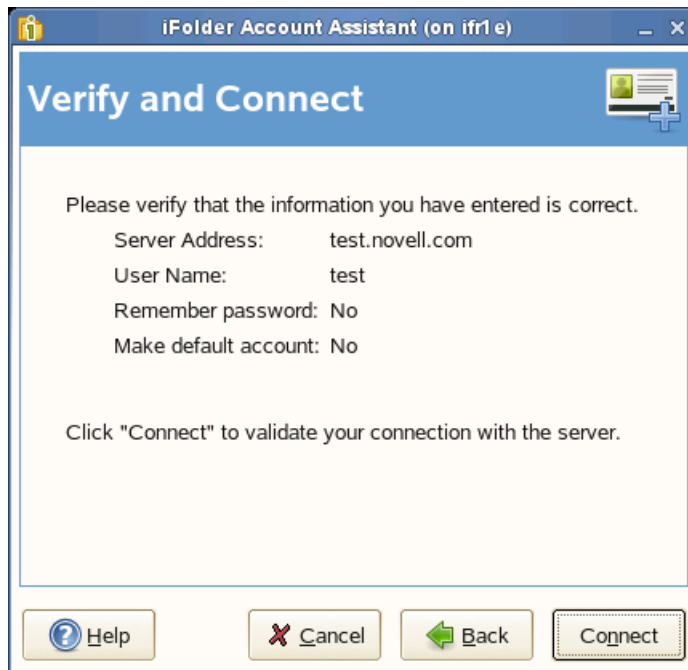 iFolder Account Assistant (on ifr1e)
Verify and Connect
Please verify that the information you have entered is correct.
Server Address: test.novell.com
User Name: test
Remember password: No
Make default account: No
Click "Connect" to validate your connection with the server.
Help Cancel Back Connect